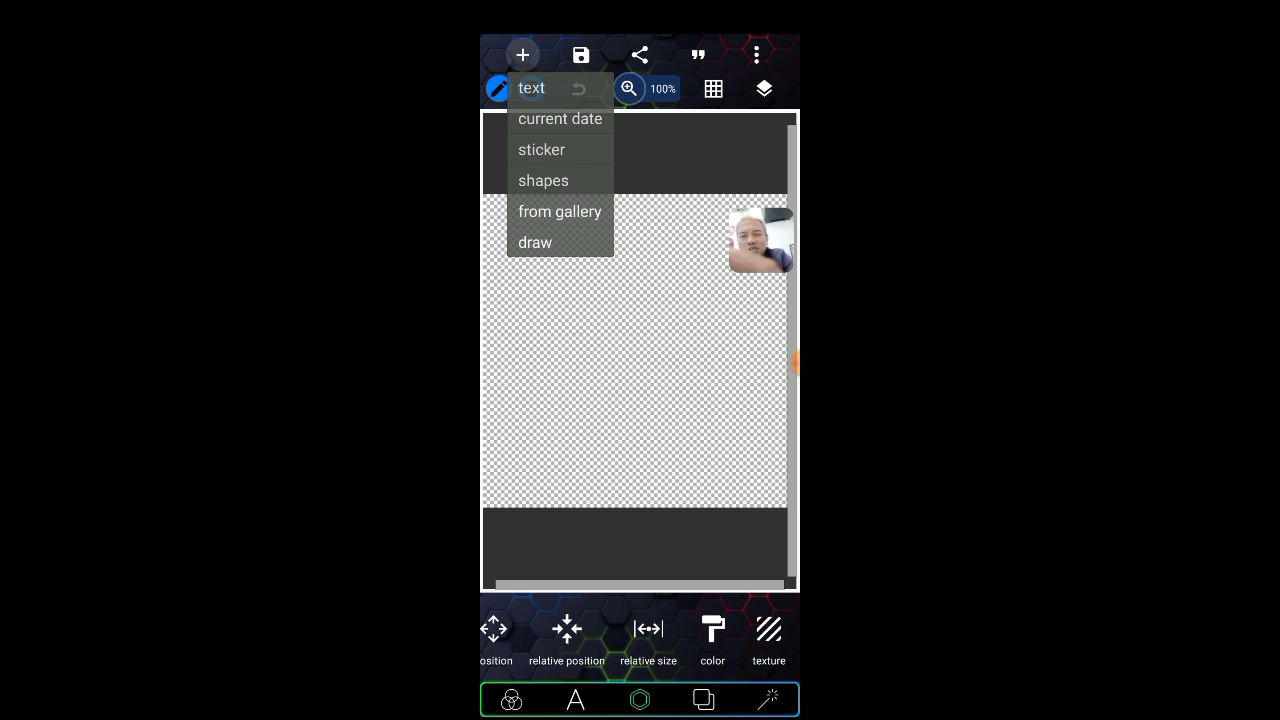 text
100%
current date
sticker
shapes
from gallery
draw
osition
relative position
relative size
color
texture